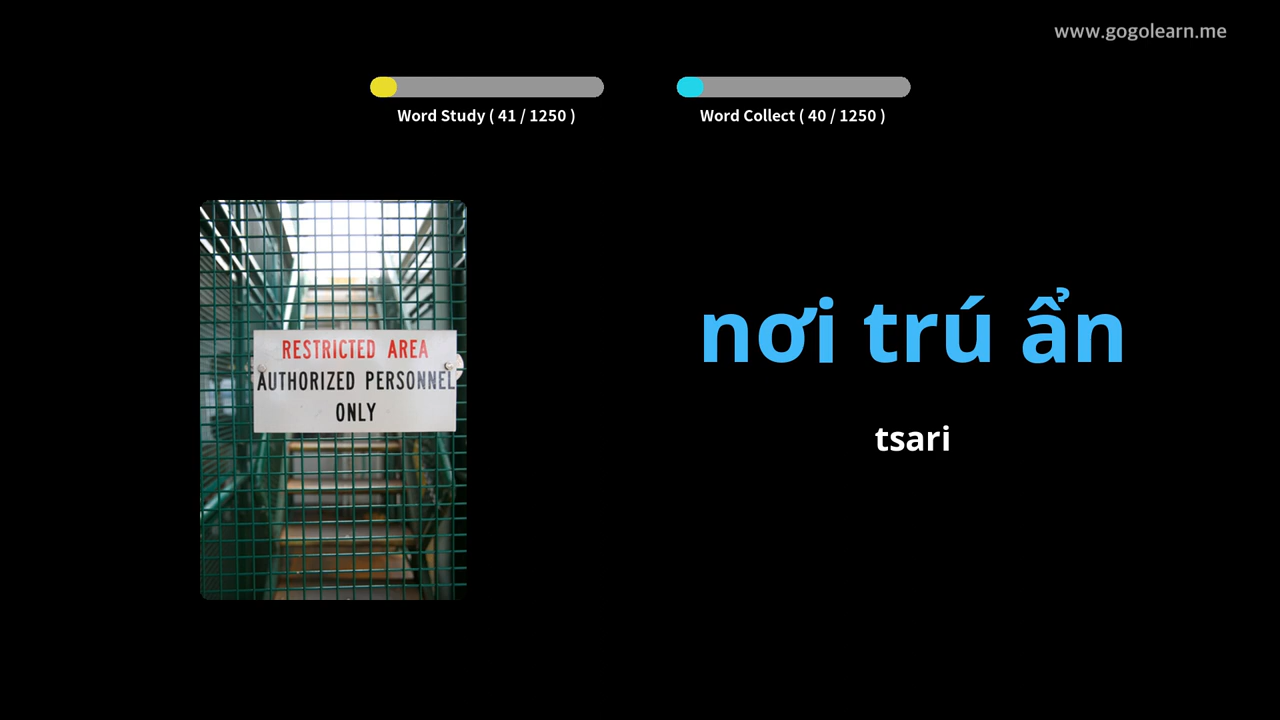 www.gogolearn.me
Word Study ( 41 / 1250 )
Word Collect ( 40 / 1250 )
RESTRICTED AREA
AUTHORIZED PERSONNEL
ONLY
nơi trú ẩn
tsari